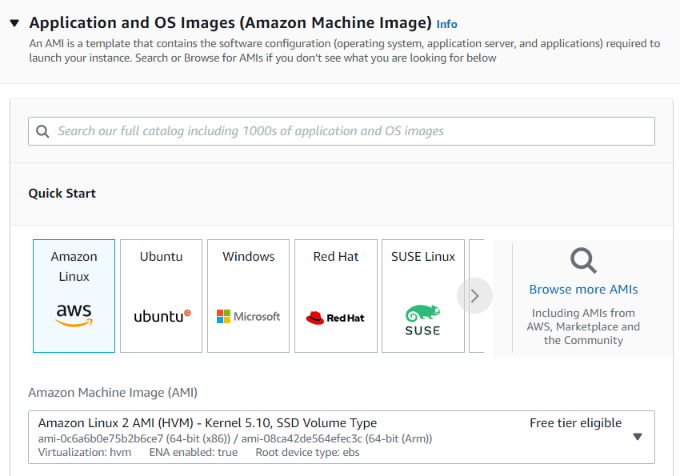 Application and OS Images (Amazon Machine Image) Info
An AMI is a template that contains the software configuration (operating system, application server, and applications) required to
launch your instance. Search or Browse for AMIs if you don't see what you are looking for below
Search our full catalog including 1000s of application and OS images
Quick Start
Amazon
Linux
aws
Ubuntu
ubuntu
Windows
Microsoft
Red Hat
Red Hat
SUSE Linux
SUSE
Browse more AMIs
Including AMIs from
AWS, Marketplace and
the Community
Amazon Machine Image (AMI)
Amazon Linux 2 AMI (HVM) - Kernel 5.10, SSD Volume Type
Free tier eligible
ami-0c6a6b0e75b2b6ce7 (64-bit (x86)) / ami-08ca42de564efec3c (64-bit (Arm))
Virtualization: hvm ENA enabled: true Root device type: ebs